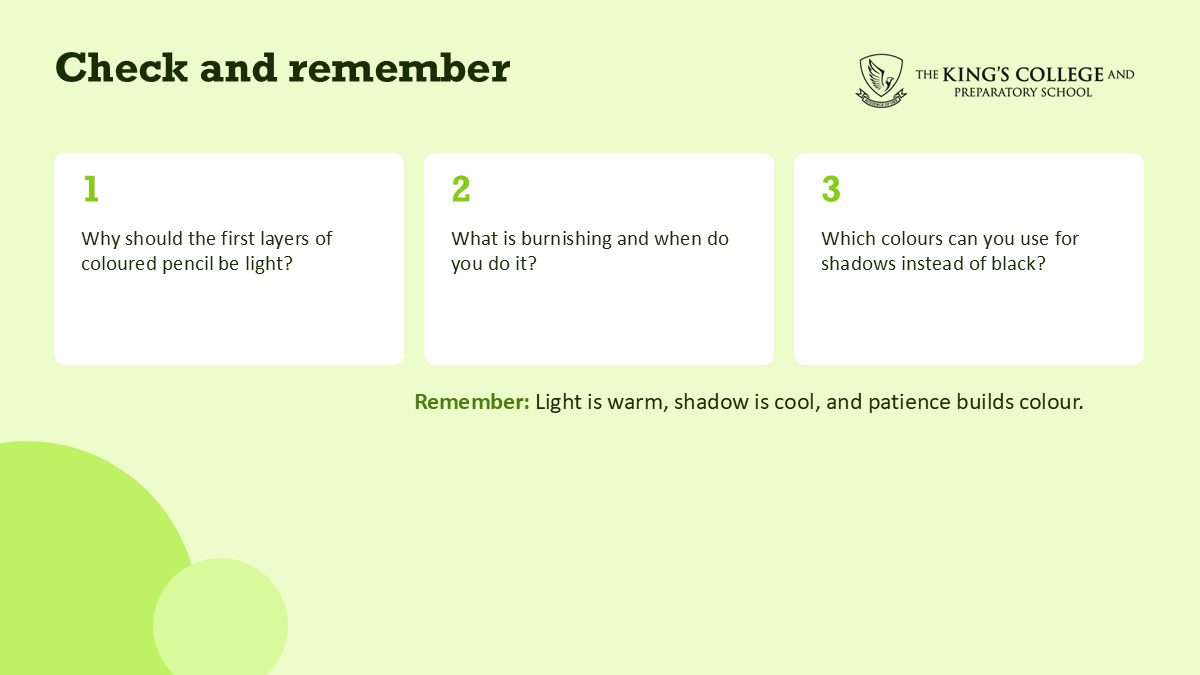 Check and remember
THE KING'S COLLEGE AND
PREPARATORY SCHOOL
1
Why should the first layers of
coloured pencil be light?
2
What is burnishing and when do
you do it?
3
Which colours can you use for
shadows instead of black?
Remember: Light is warm, shadow is cool, and patience builds colour.